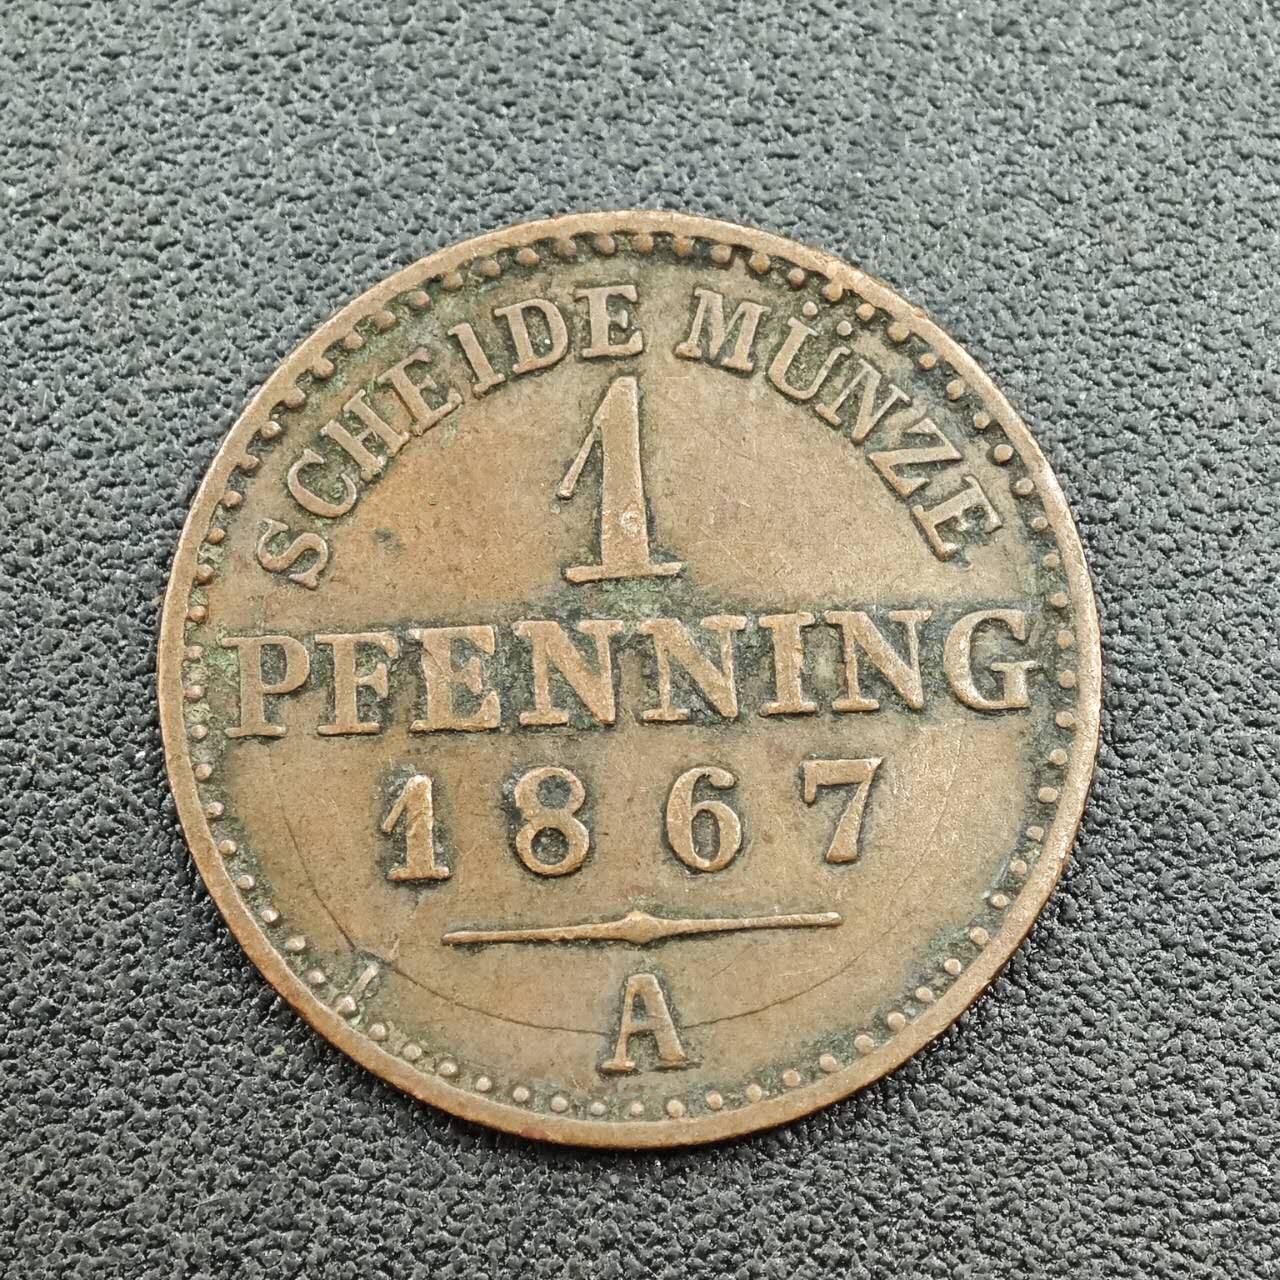 SCHEIDE MÜNZE
1
PFENNING
1867
A